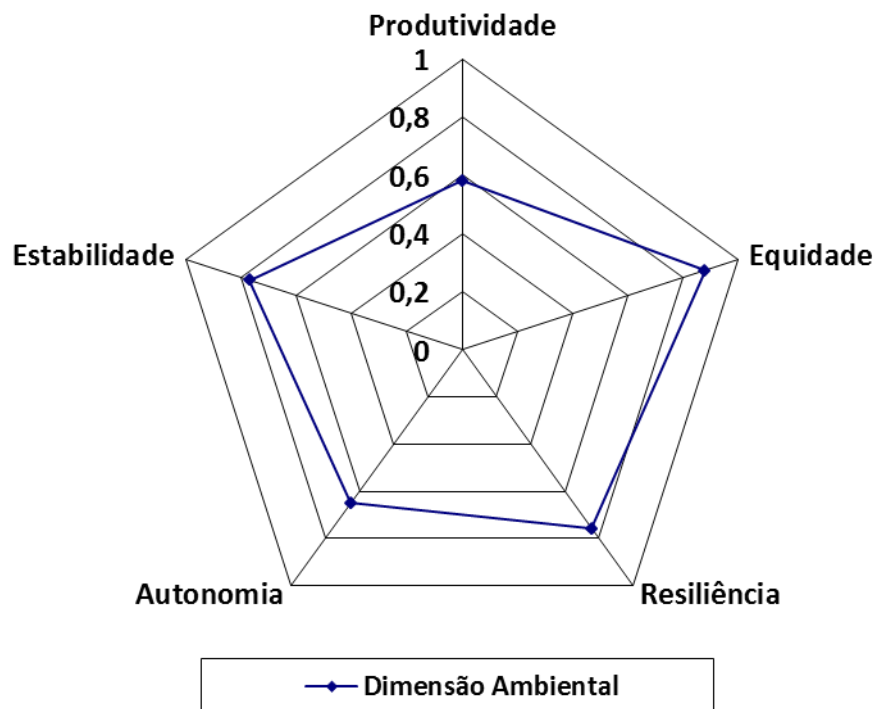 Produtividade
1
0,8
0,6
0,4
0,2
0
Estabilidade
Equidade
Autonomia
Resiliência
Dimensão Ambiental